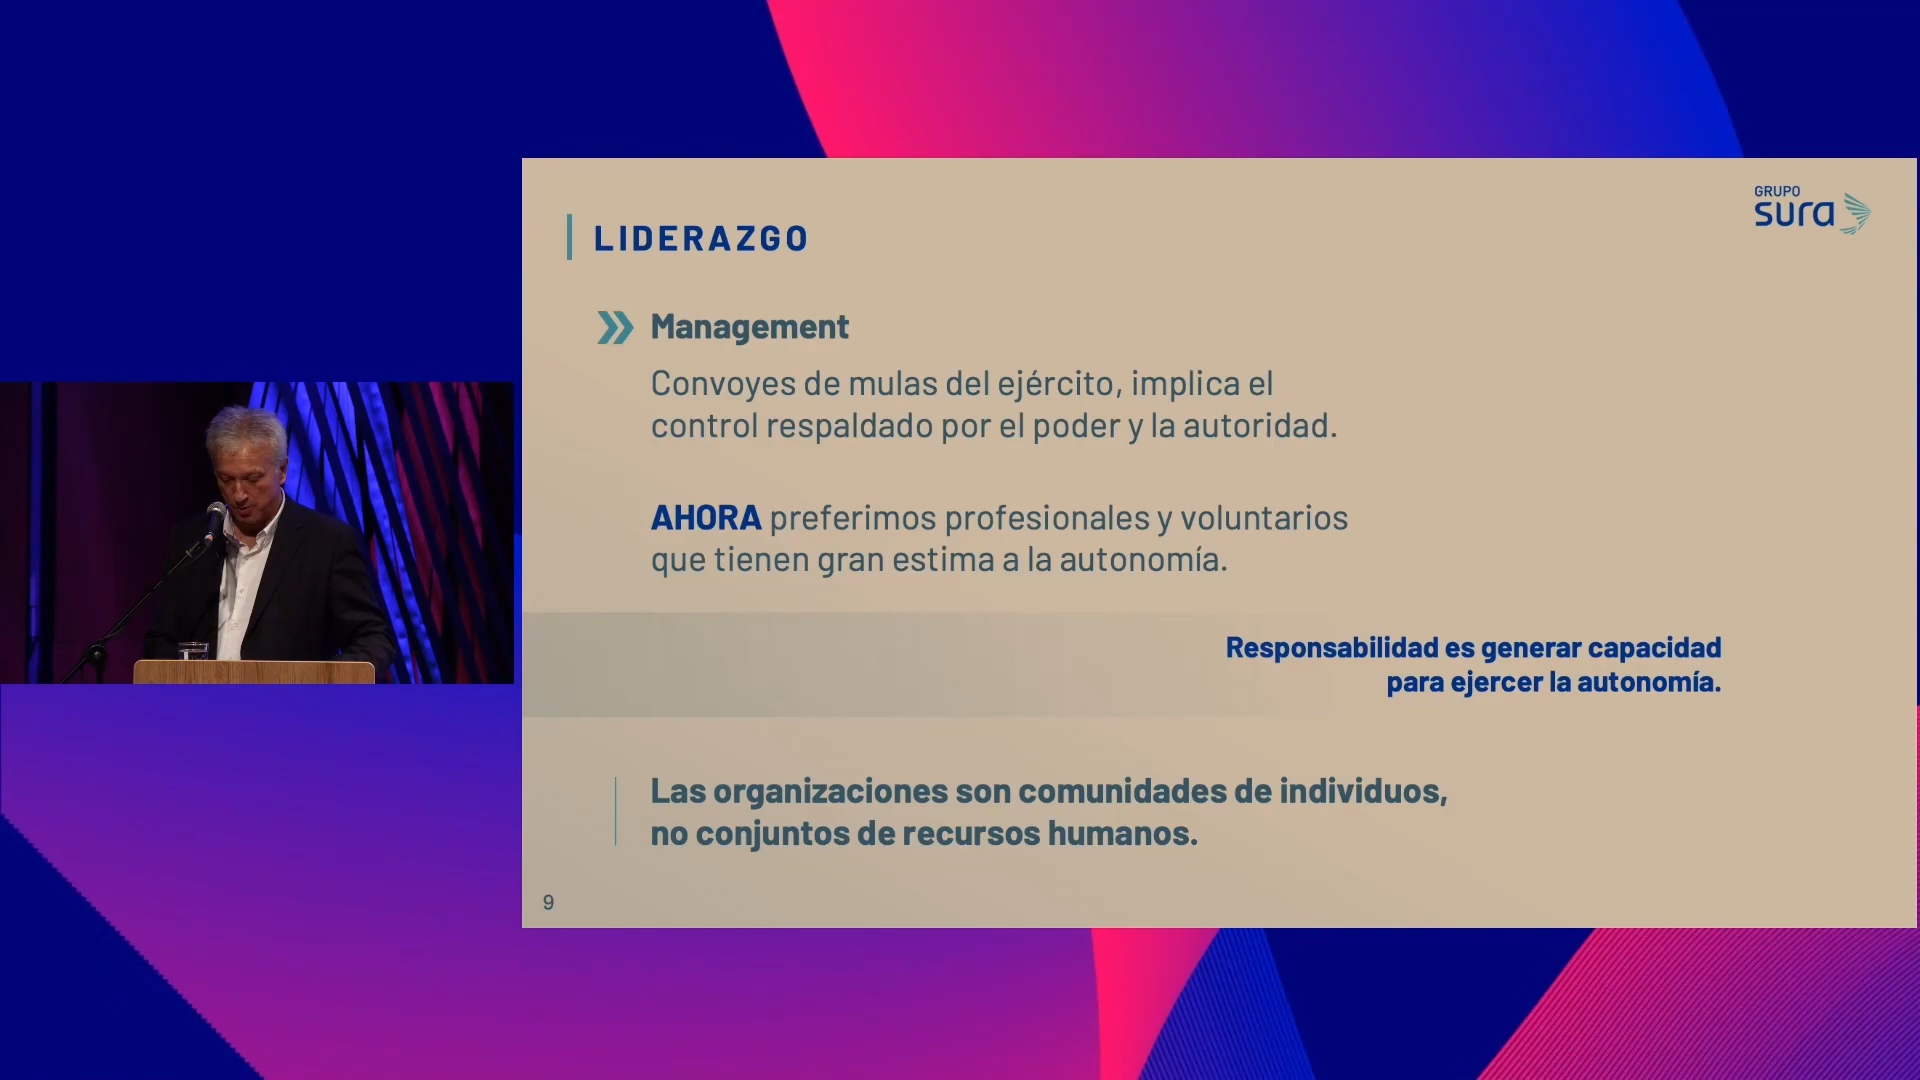 GRUPO
sura
LIDERAZGO
Management
Convoyes de mulas del ejército, implica el
control respaldado por el poder y la autoridad.
AHORA preferimos profesionales y voluntarios
que tienen gran estima a la autonomía.
Responsabilidad es generar capacidad
para ejercer la autonomía.
Las organizaciones son comunidades de individuos,
no conjuntos de recursos humanos.
9